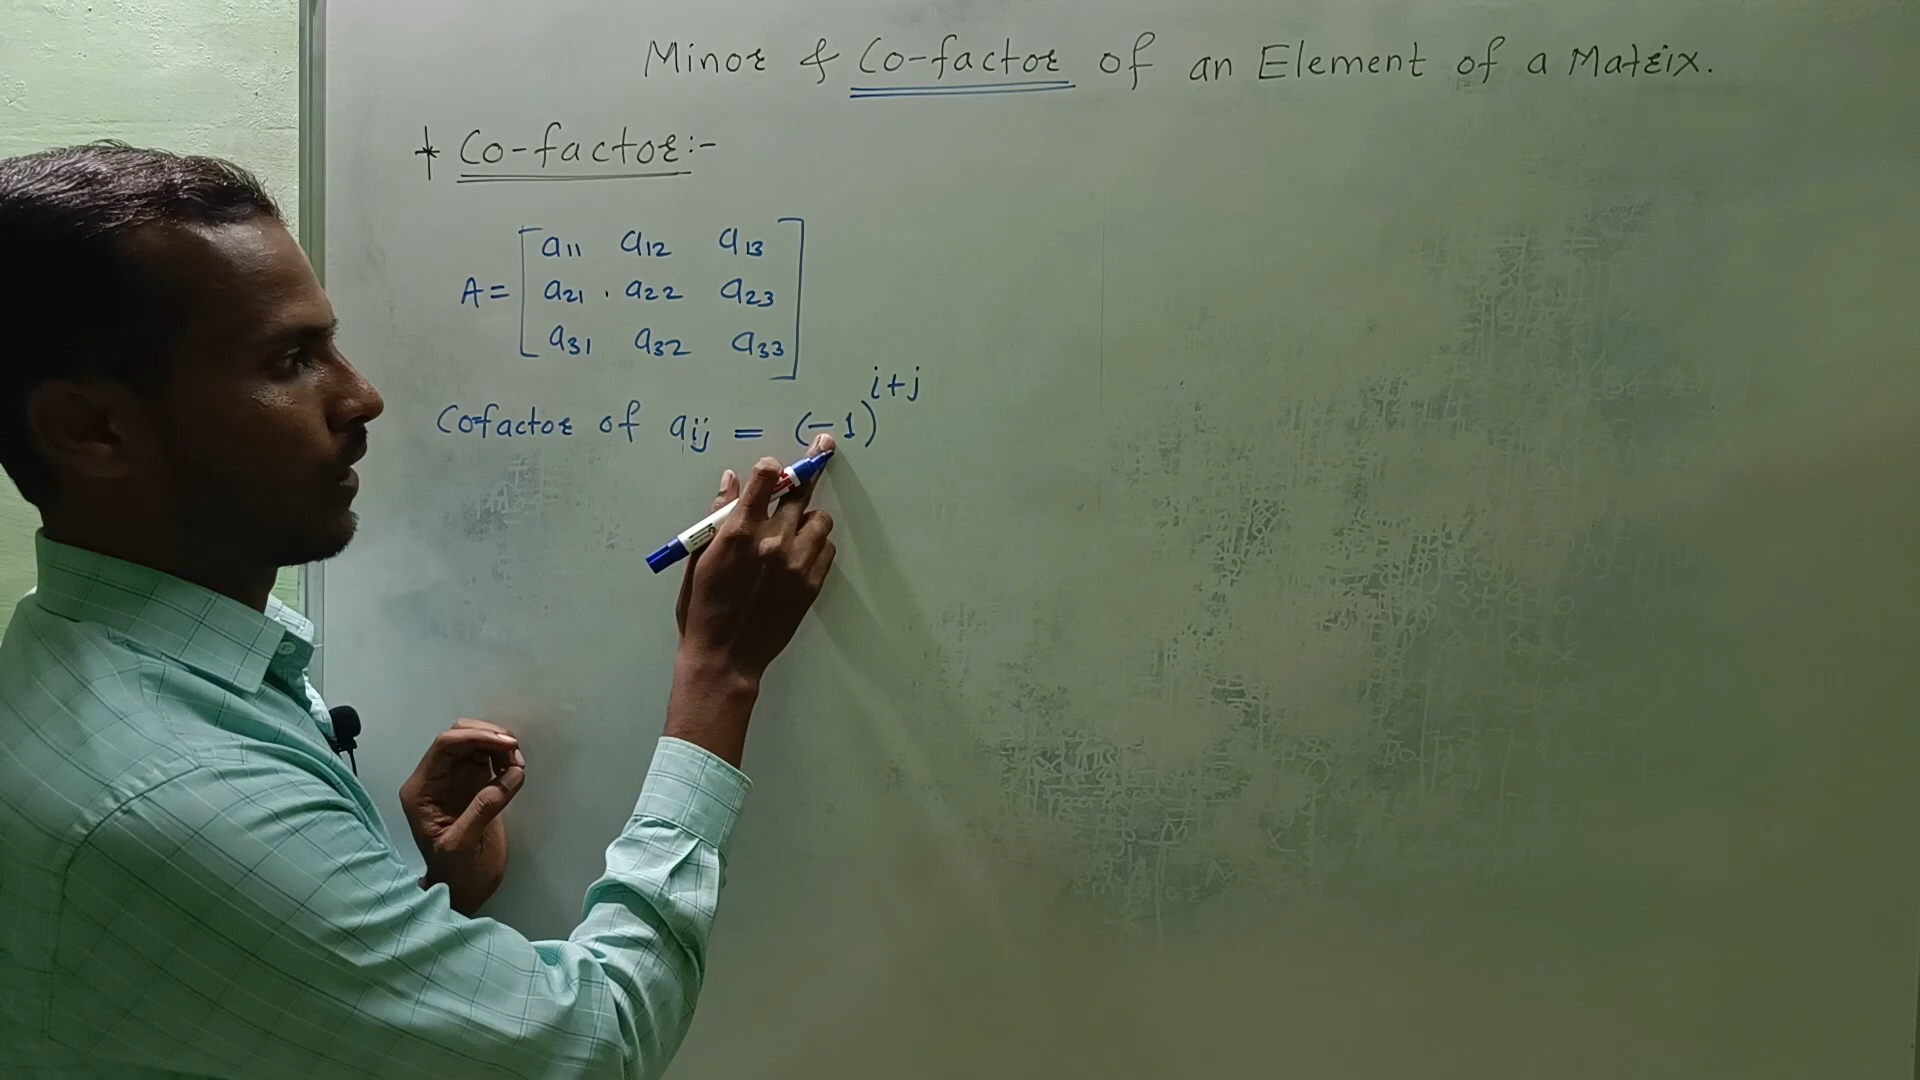 Minor & Co-factor of an Element of a Matrix.
* Co-factor:-
a11 a12 a13
A = a21 . a22 a23
a31 a32 a33
Cofactor of aij = (-1)^i+j